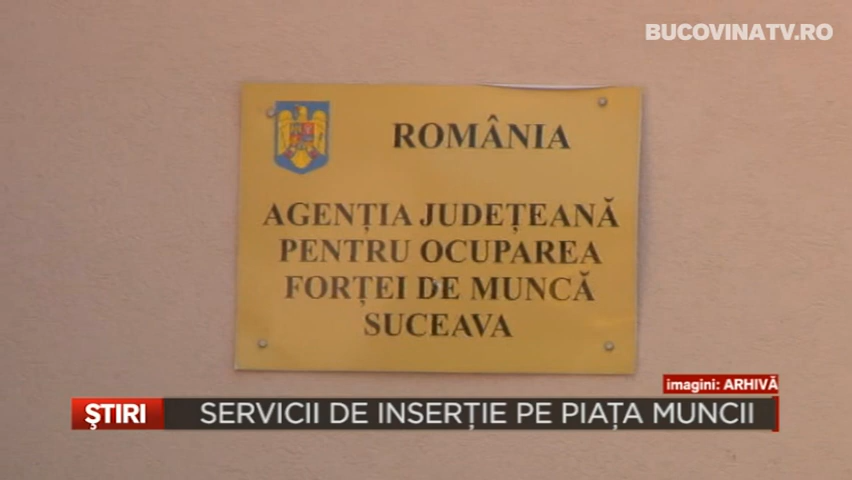 BUCOVINATV.RO
ROMÂNIA
AGENȚIA JUDEȚEANĂ
PENTRU OCUPAREA
FORȚEI DE MUNCĂ
SUCEAVA
imagini: ARHIVĂ
ŞTIRI SERVICII DE INSERȚIE PE PIAȚA MUNCII